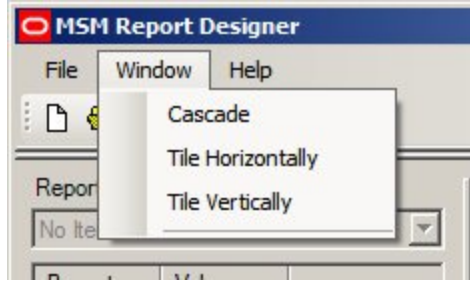 MSM Report Designer
File Window Help
Cascade
Tile Horizontally
Tile Vertically